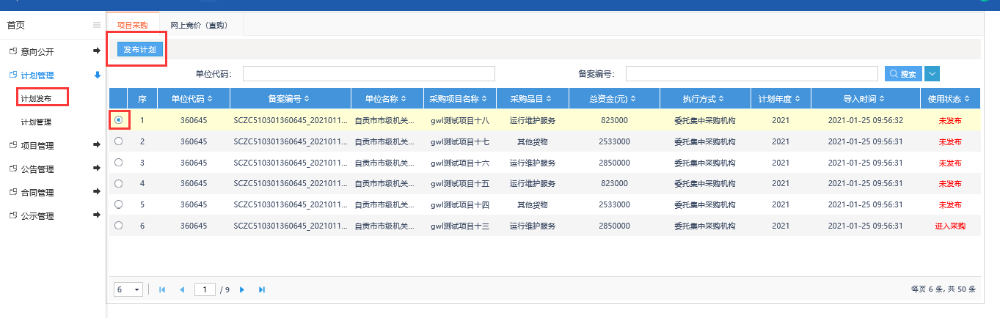 首页
意向公开
计划管理
计划发布
计划管理
项目管理
公告管理
合同管理
公示管理
项目采购 网上竞价（直购）
发布计划
单位代码： 备案编号： 搜索
序 单位代码 备案编号 单位名称 采购项目名称 采购品目 总资金(元) 执行方式 计划年度 导入时间 使用状态
1 360645 SCZC510301360645_2021011... 自贡市市级机关... gwl测试项目十八 运行维护服务 823000 委托集中采购机构 2021 2021-01-25 09:56:32 未发布
2 360645 SCZC510301360645_2021011... 自贡市市级机关... gwl测试项目十七 其他货物 2533000 委托集中采购机构 2021 2021-01-25 09:56:31 未发布
3 360645 SCZC510301360645_2021011... 自贡市市级机关... gwl测试项目十六 运行维护服务 2850000 委托集中采购机构 2021 2021-01-25 09:56:31 未发布
4 360645 SCZC510301360645_2021011... 自贡市市级机关... gwl测试项目十五 运行维护服务 823000 委托集中采购机构 2021 2021-01-25 09:56:31 未发布
5 360645 SCZC510301360645_2021011... 自贡市市级机关... gwl测试项目十四 其他货物 2533000 委托集中采购机构 2021 2021-01-25 09:56:31 未发布
6 360645 SCZC510301360645_2021011... 自贡市市级机关... gwl测试项目十三 运行维护服务 2850000 委托集中采购机构 2021 2021-01-25 09:56:31 进入采购
6 1 / 9 每页 6 条, 共 50 条